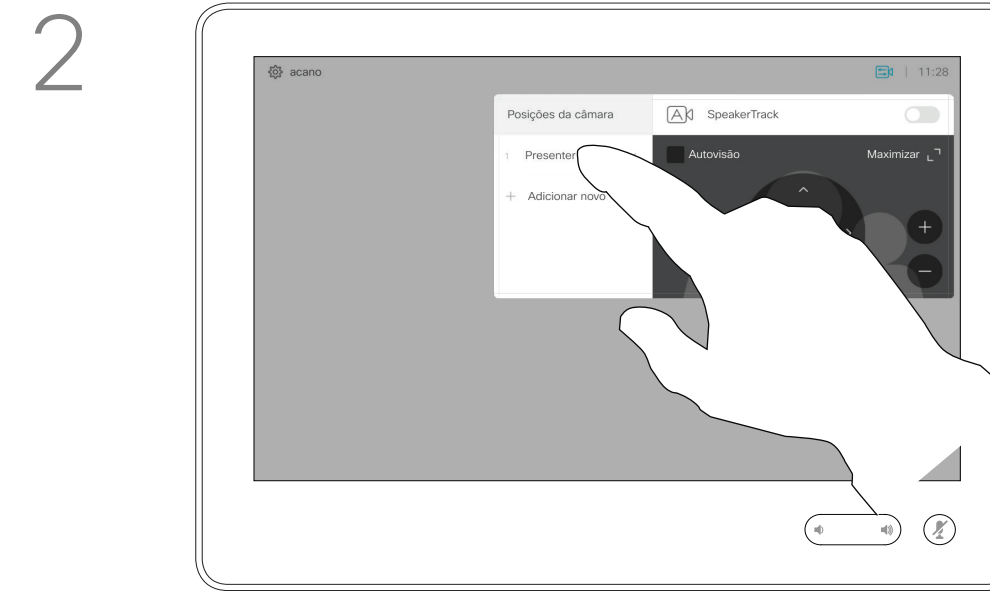 2
acano
11:28
Posições da câmara
SpeakerTrack
1 Presenter
Autovisão
Maximizar
+ Adicionar novo